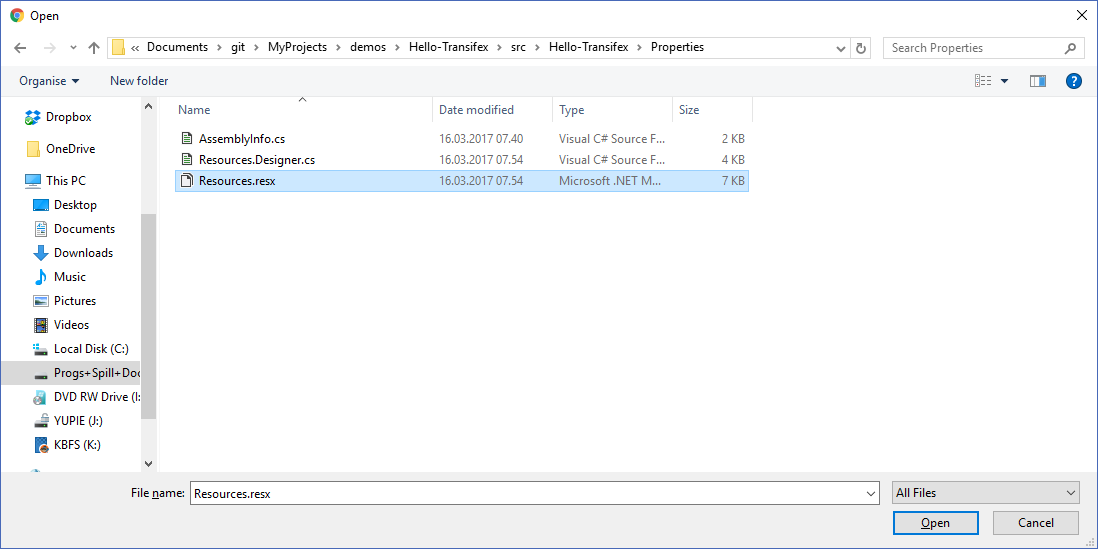 Open
« Documents › git › MyProjects › demos › Hello-Transifex › src › Hello-Transifex › Properties
Search Properties
Organise
New folder
?
Name Date modified Type Size
Dropbox
OneDrive
This PC
Desktop
Documents
Downloads
Music
Pictures
Videos
Local Disk (C:)
Progs+Spill+Doc
DVD RW Drive (I:
YUPIE (J:)
KBFS (K:)
AssemblyInfo.cs 16.03.2017 07.40 Visual C# Source F... 2 KB
Resources.Designer.cs 16.03.2017 07.54 Visual C# Source F... 4 KB
Resources.resx 16.03.2017 07.54 Microsoft .NET M... 7 KB
File name: Resources.resx
All Files
Open
Cancel